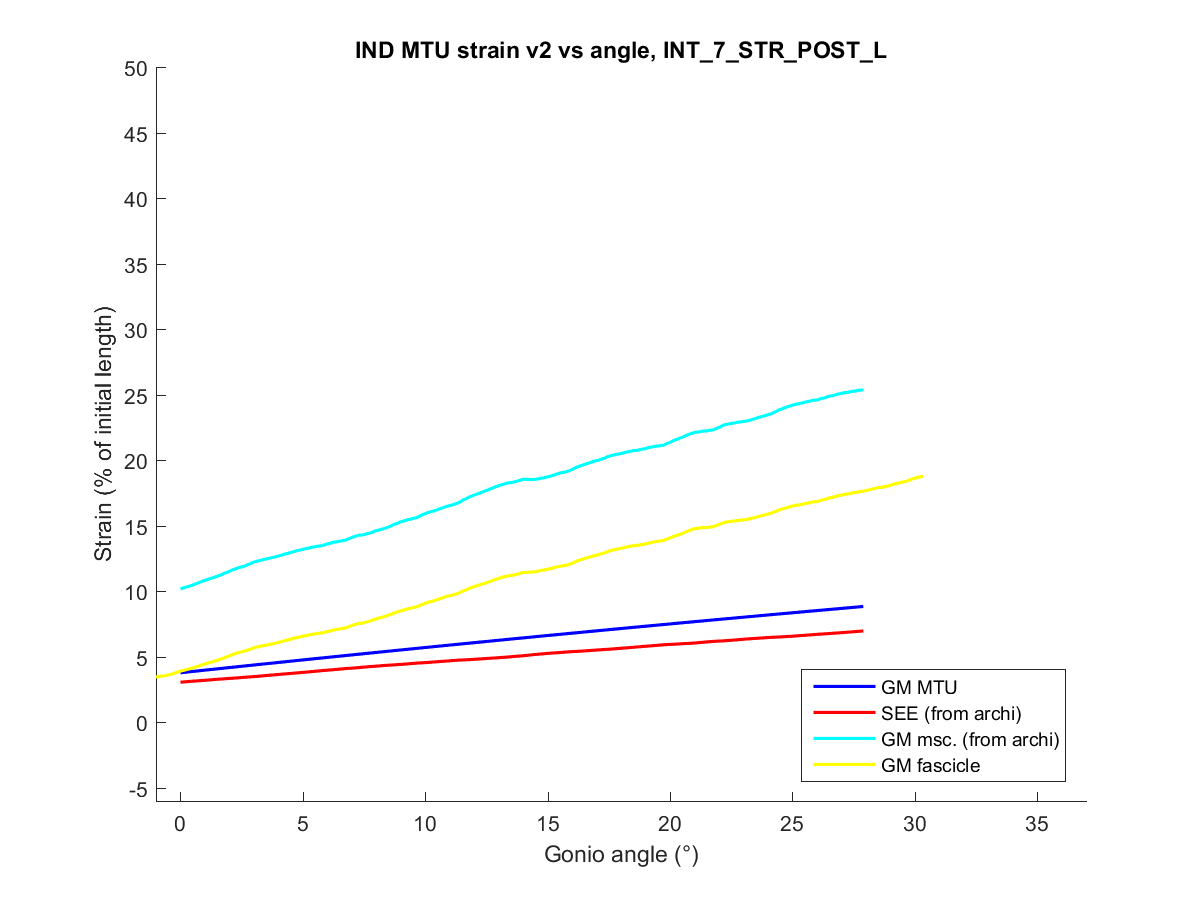 IND MTU strain v2 vs angle, INT_7_STR_POST_L
50
45
40
35
30
25
20
15
10
5
0
-5
Strain (% of initial length)
0 5 10 15 20 25 30 35
Gonio angle (°)
GM MTU
SEE (from archi)
GM msc. (from archi)
GM fascicle